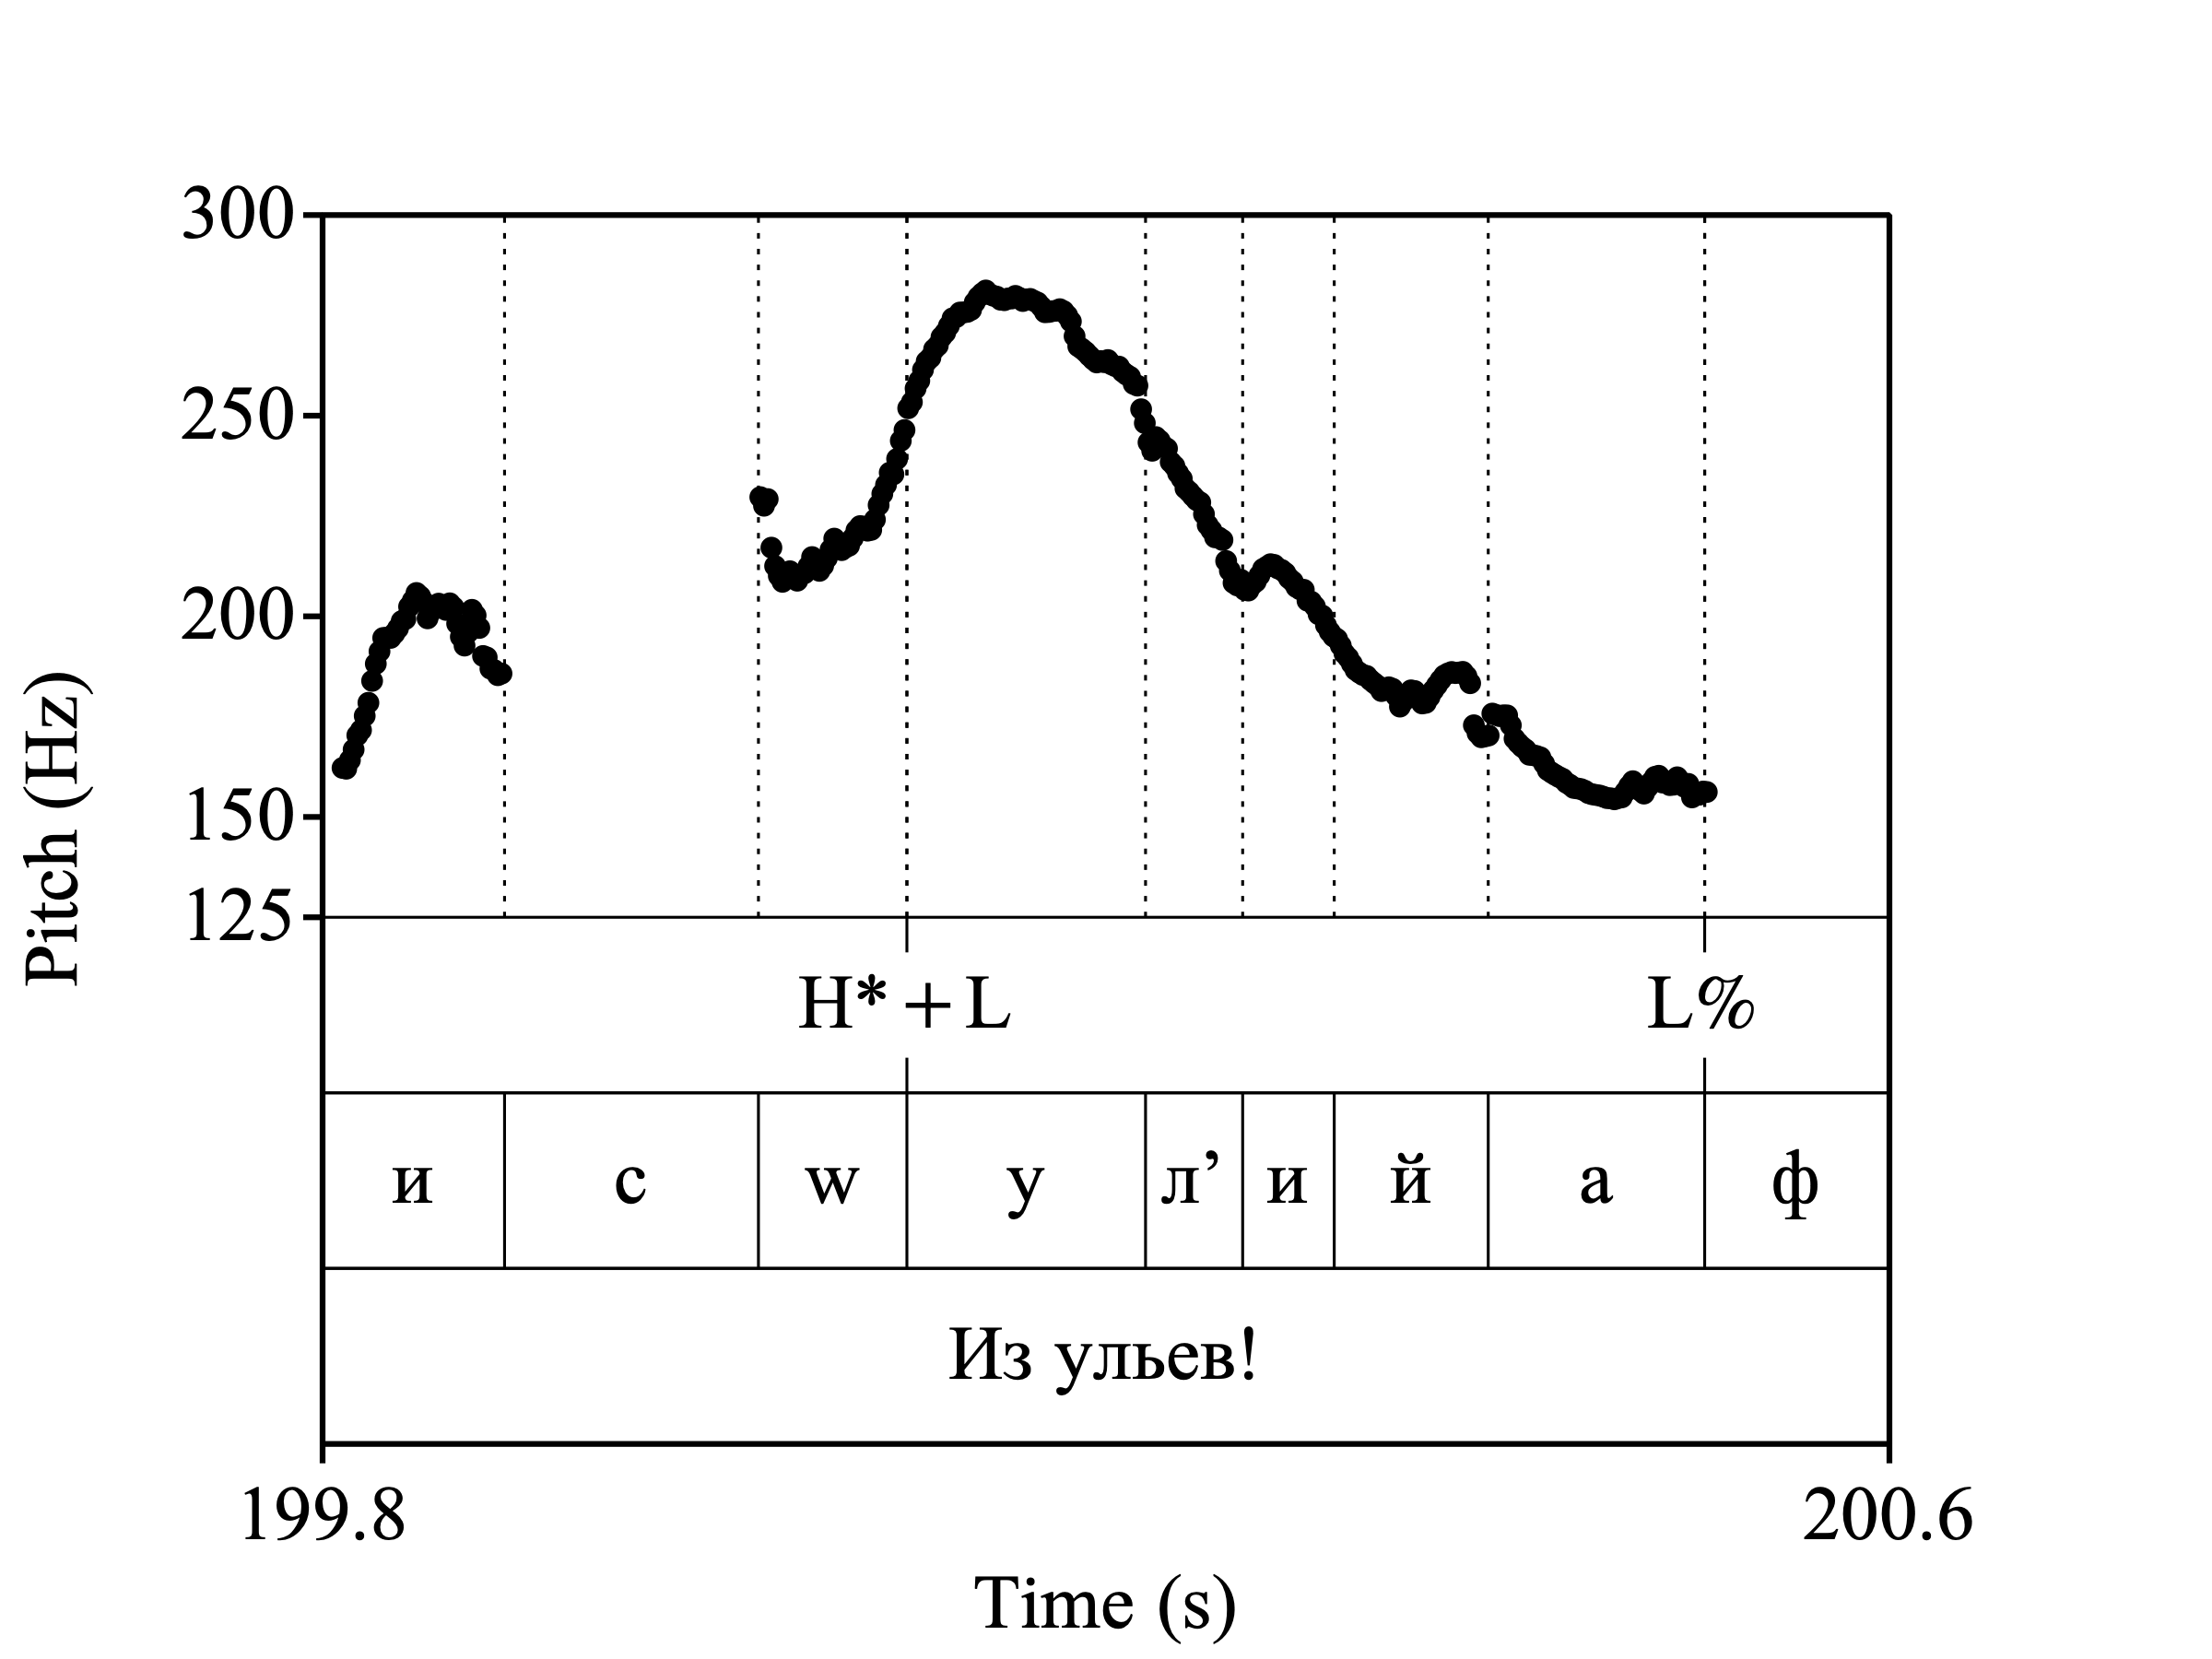 300
250
200
150
125
Pitch (Hz)
H* + L L%
и с w у л’ и й а ф
Из ульев!
199.8 200.6
Time (s)